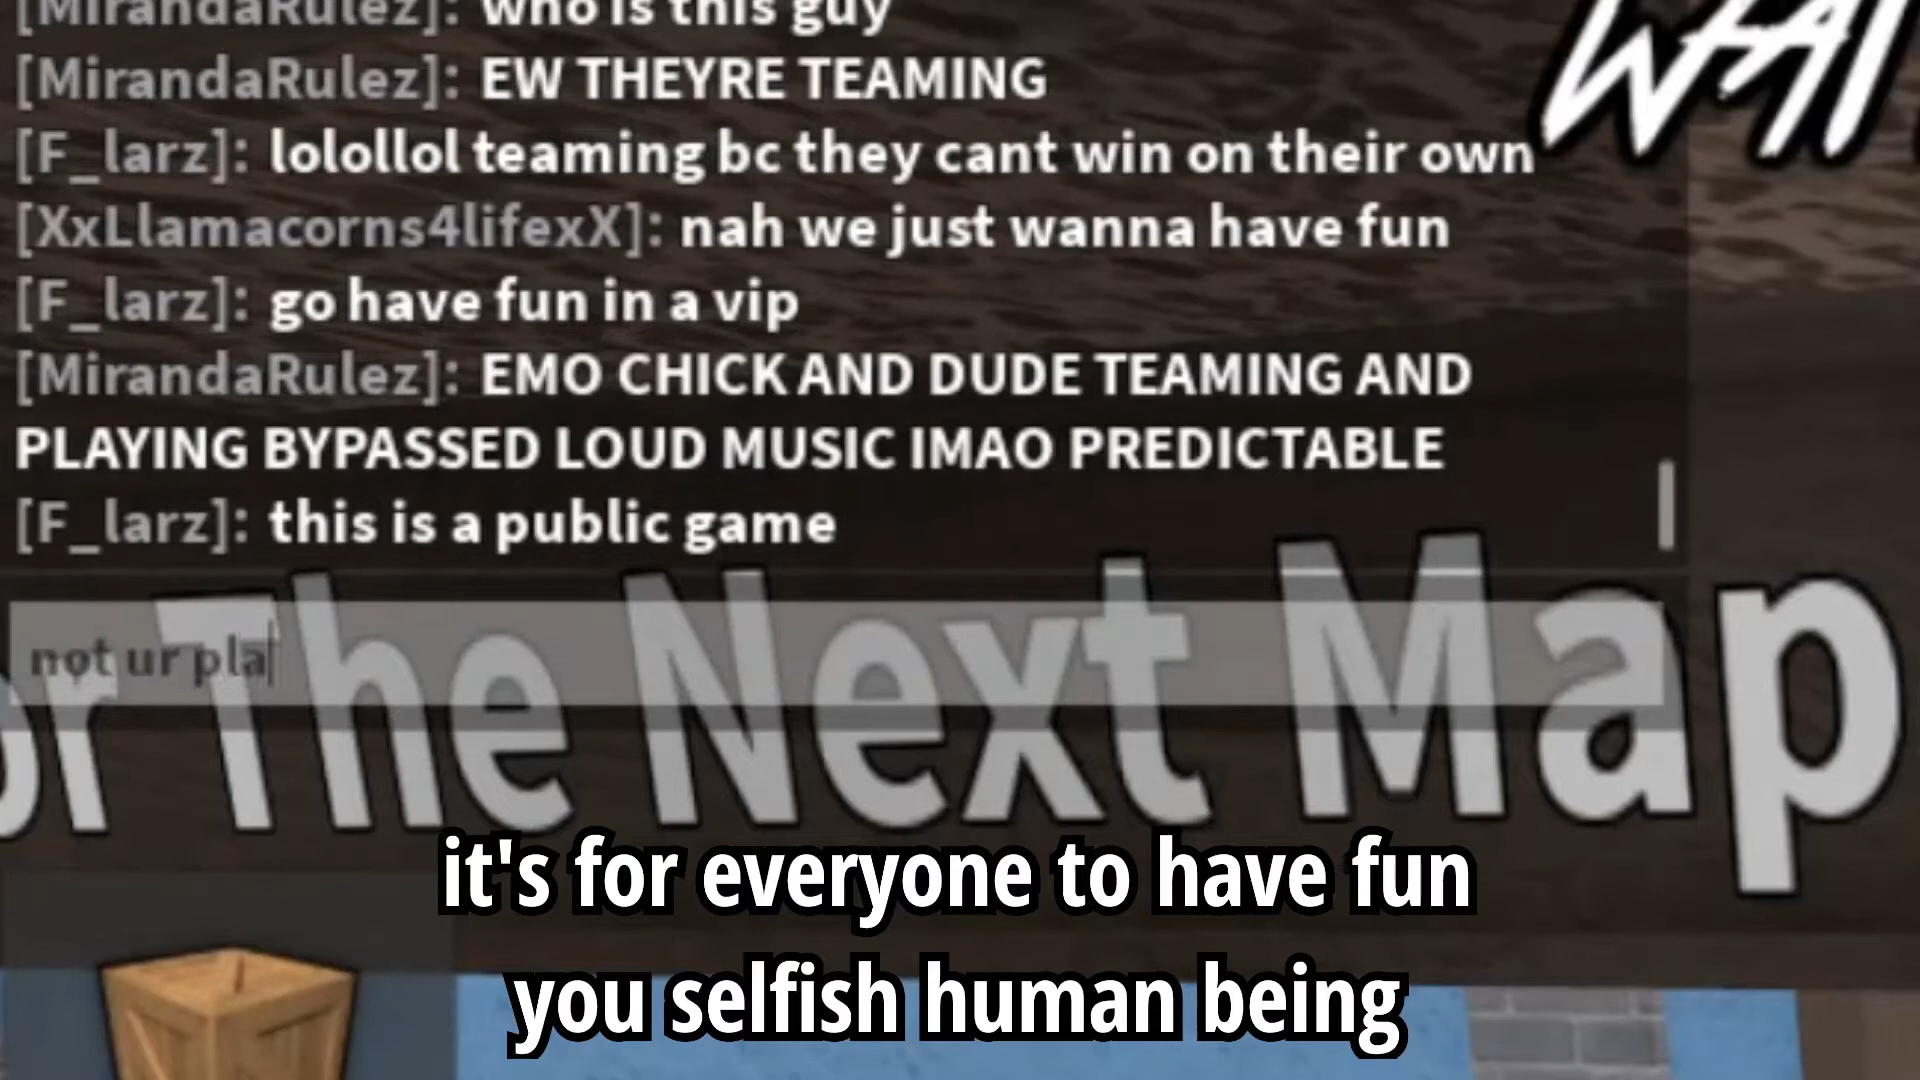 [MirandaRulez]: who is this guy
[MirandaRulez]: EW THEYRE TEAMING
[F_larz]: lolollol teaming bc they cant win on their own
[XxLlamacorns4lifexX]: nah we just wanna have fun
[F_larz]: go have fun in a vip
[MirandaRulez]: EMO CHICK AND DUDE TEAMING AND
PLAYING BYPASSED LOUD MUSIC lMAO PREDICTABLE
[F_larz]: this is a public game
not ur pla
or The Next Map
it's for everyone to have fun
you selfish human being